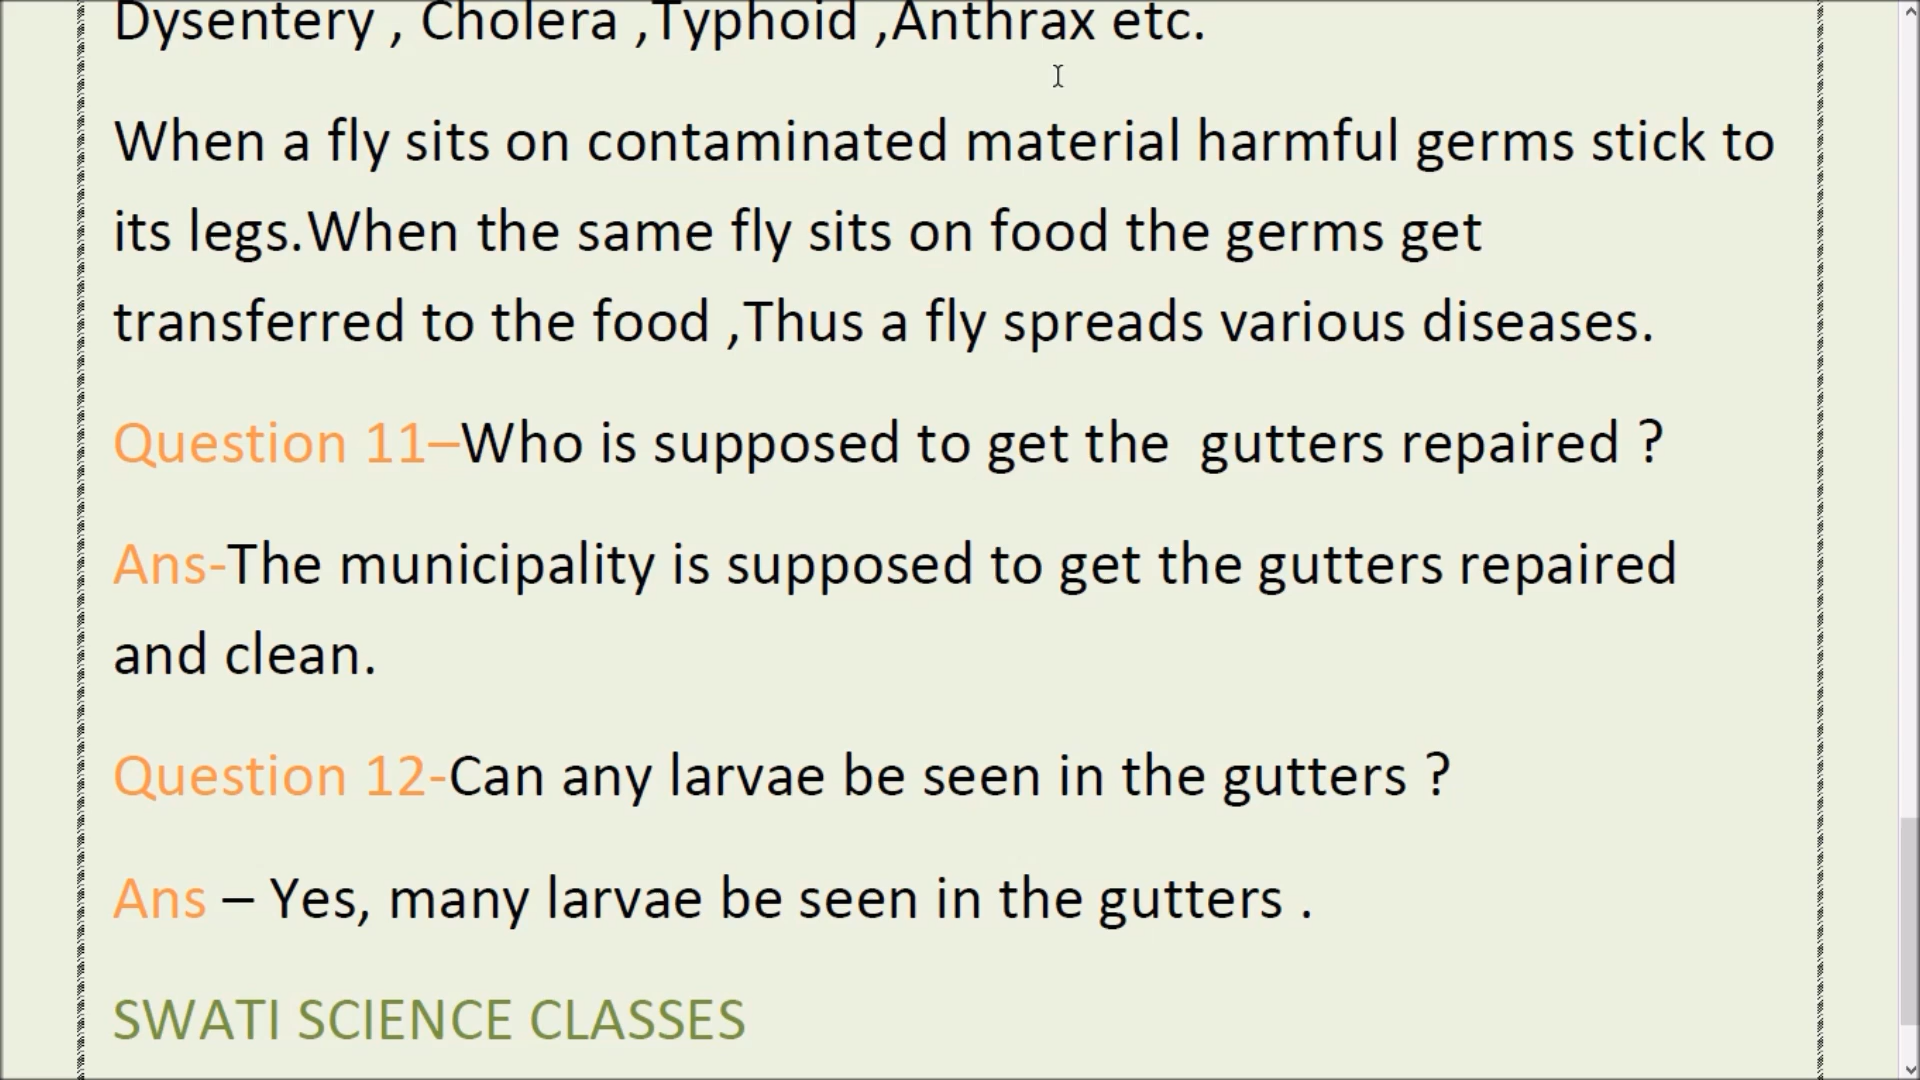 Dysentery , Cholera ,Typhoid ,Anthrax etc.
When a fly sits on contaminated material harmful germs stick to
its legs.When the same fly sits on food the germs get
transferred to the food ,Thus a fly spreads various diseases.
Question 11–Who is supposed to get the  gutters repaired ?
Ans-The municipality is supposed to get the gutters repaired
and clean.
Question 12-Can any larvae be seen in the gutters ?
Ans – Yes, many larvae be seen in the gutters .
SWATI SCIENCE CLASSES